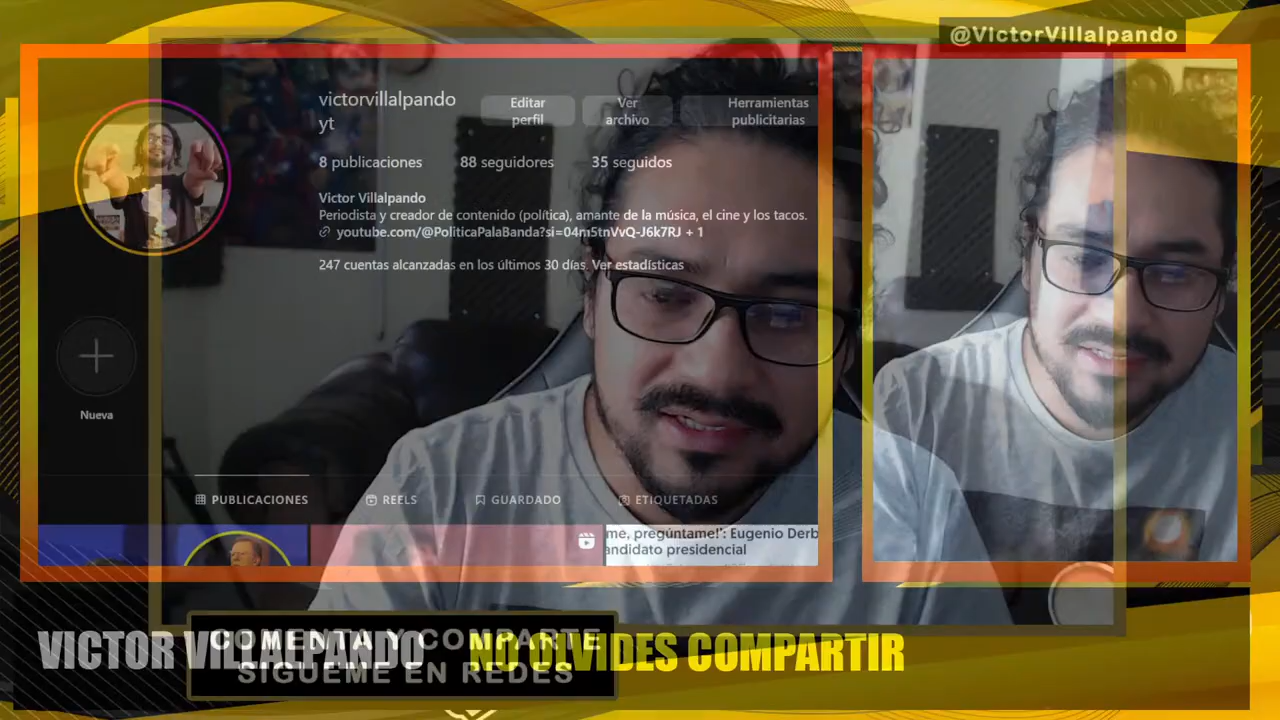 @VictorVillalpando
victorvillalpando
yt
Editar
perfil
Ver
archivo
Herramientas
publicitarias
8 publicaciones
88 seguidores
35 seguidos
Victor Villalpando
Periodista y creador de contenido (política), amante de la música, el cine y los tacos.
youtube.com/@PoliticaPalaBanda?si=04m5tnVvQ-J6k7RJ + 1
247 cuentas alcanzadas en los últimos 30 días. Ver estadísticas
Nueva
PUBLICACIONES
REELS
GUARDADO
ETIQUETADAS
me, pregúntame!': Eugenio Derb
andidato presidencial
VICTOR VILLALPANDO
COMENTA Y COMPARTE
SIGUEME EN REDES
NO OLVIDES COMPARTIR